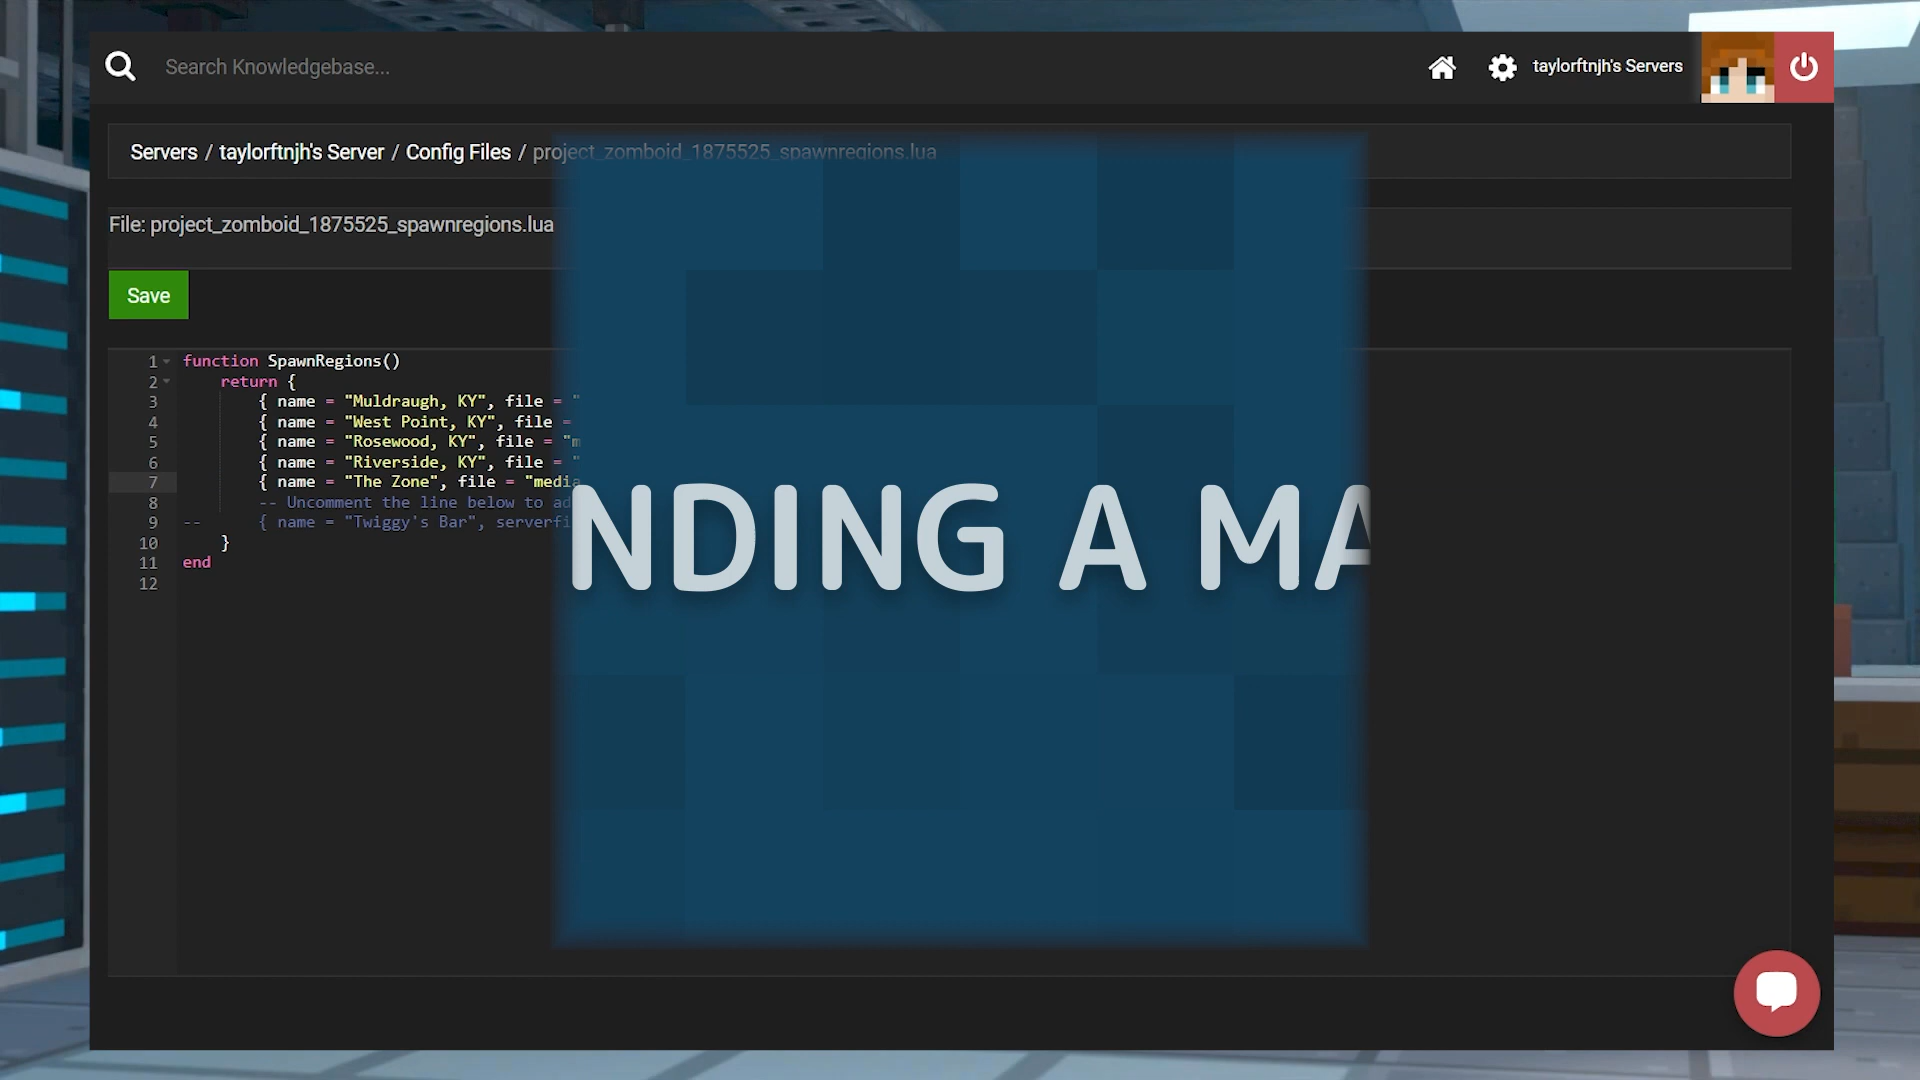 Search Knowledgebase...
taylorftnjh's Servers
Servers / taylorftnjh's Server / Config Files / project_zomboid_1875525_spawnregions.lua
File: project_zomboid_1875525_spawnregions.lua
Save
1 function SpawnRegions()
2 return {
3 { name = "Muldraugh, KY", file = "
4 { name = "West Point, KY", file =
5 { name = "Rosewood, KY", file = "m
6 { name = "Riverside, KY", file = "
7 { name = "The Zone", file = "media
8 -- Uncomment the line below to ad
9 -- { name = "Twiggy's Bar", serverfi
10 }
11 end
12
NDING A MA